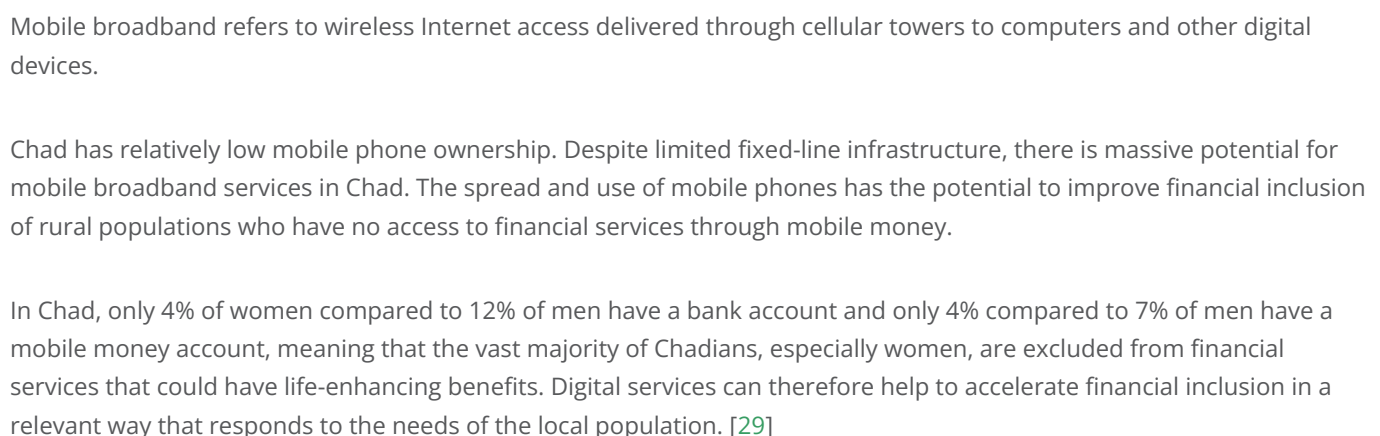 Mobile broadband refers to wireless Internet access delivered through cellular towers to computers and other digital
devices.
Chad has relatively low mobile phone ownership. Despite limited fixed-line infrastructure, there is massive potential for
mobile broadband services in Chad. The spread and use of mobile phones has the potential to improve financial inclusion
of rural populations who have no access to financial services through mobile money.
In Chad, only 4% of women compared to 12% of men have a bank account and only 4% compared to 7% of men have a
mobile money account, meaning that the vast majority of Chadians, especially women, are excluded from financial
services that could have life-enhancing benefits. Digital services can therefore help to accelerate financial inclusion in a
relevant way that responds to the needs of the local population. [29]